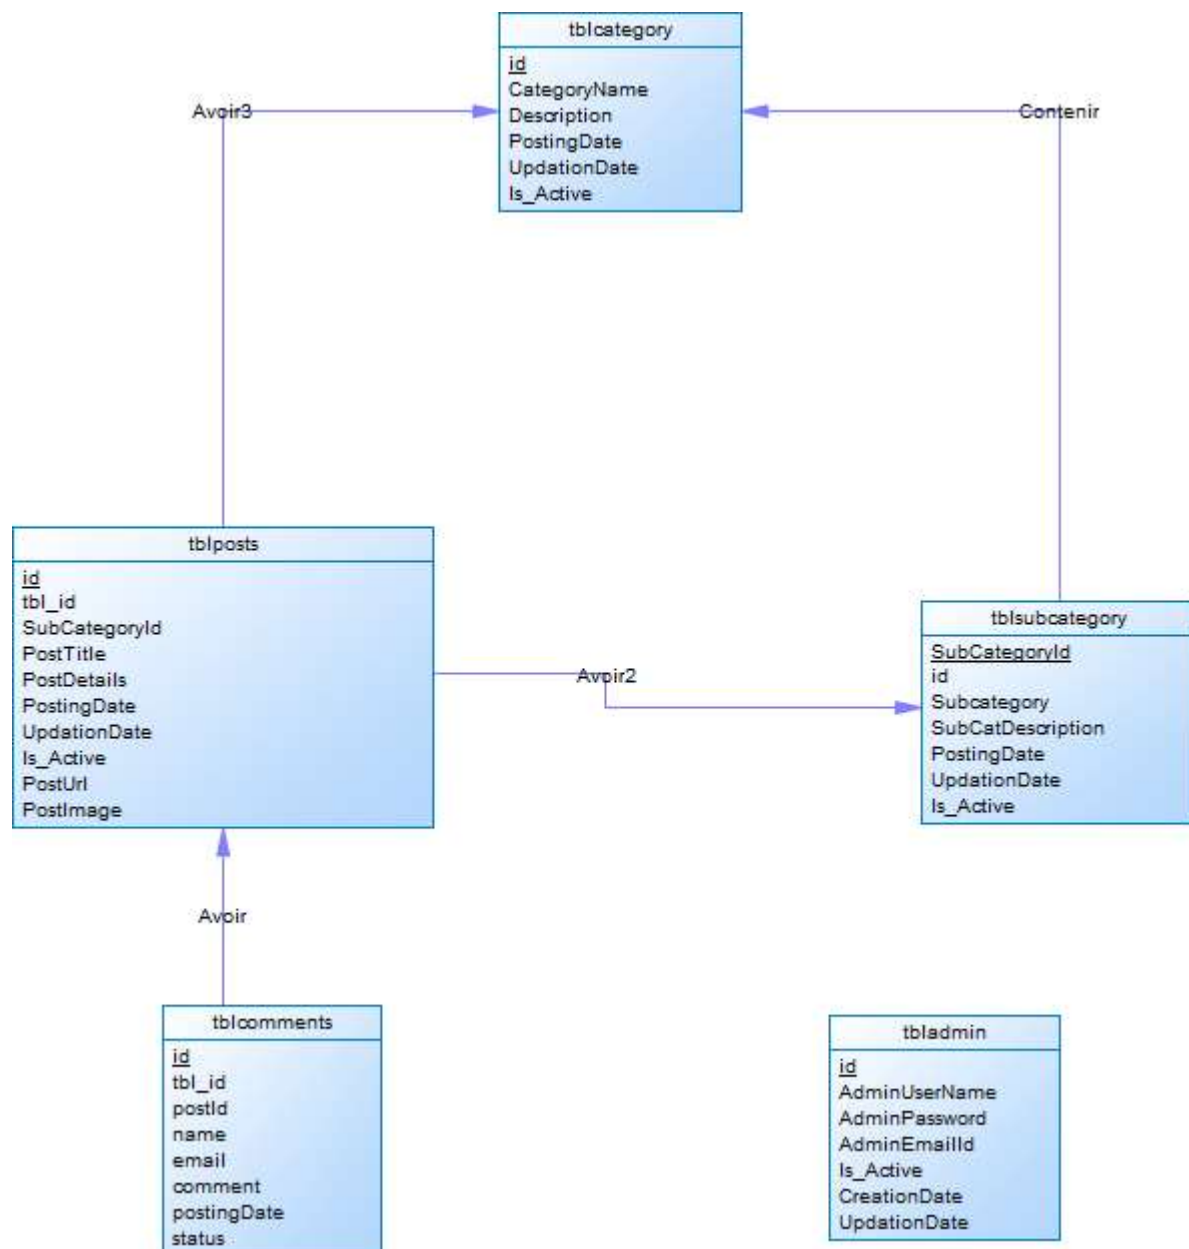 tblcategory
id
CategoryName
Description
PostingDate
UpdationDate
Is_Active
Avoir3
Contenir
tblposts
id
tbl_id
SubCategoryId
PostTitle
PostDetails
PostingDate
UpdationDate
Is_Active
PostUrl
PostImage
Avoir2
tblsubcategory
SubCategoryId
id
Subcategory
SubCatDescription
PostingDate
UpdationDate
Is_Active
Avoir
tblcomments
id
tbl_id
postId
name
email
comment
postingDate
status
tbladmin
id
AdminUserName
AdminPassword
AdminEmailId
Is_Active
CreationDate
UpdationDate